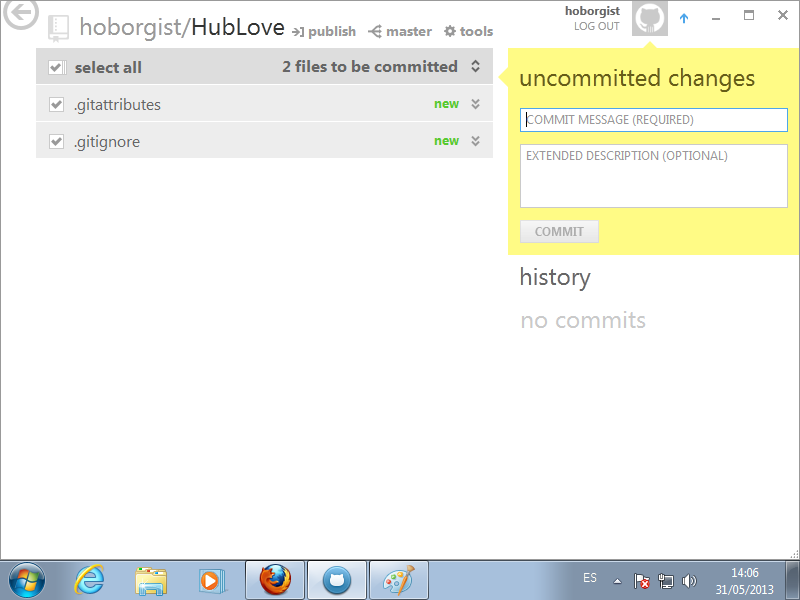 hoborgist/HubLove publish master tools
hoborgist
LOG OUT
select all 2 files to be committed
.gitattributes new
.gitignore new
uncommitted changes
COMMIT MESSAGE (REQUIRED)
EXTENDED DESCRIPTION (OPTIONAL)
COMMIT
history
no commits
ES
14:06
31/05/2013